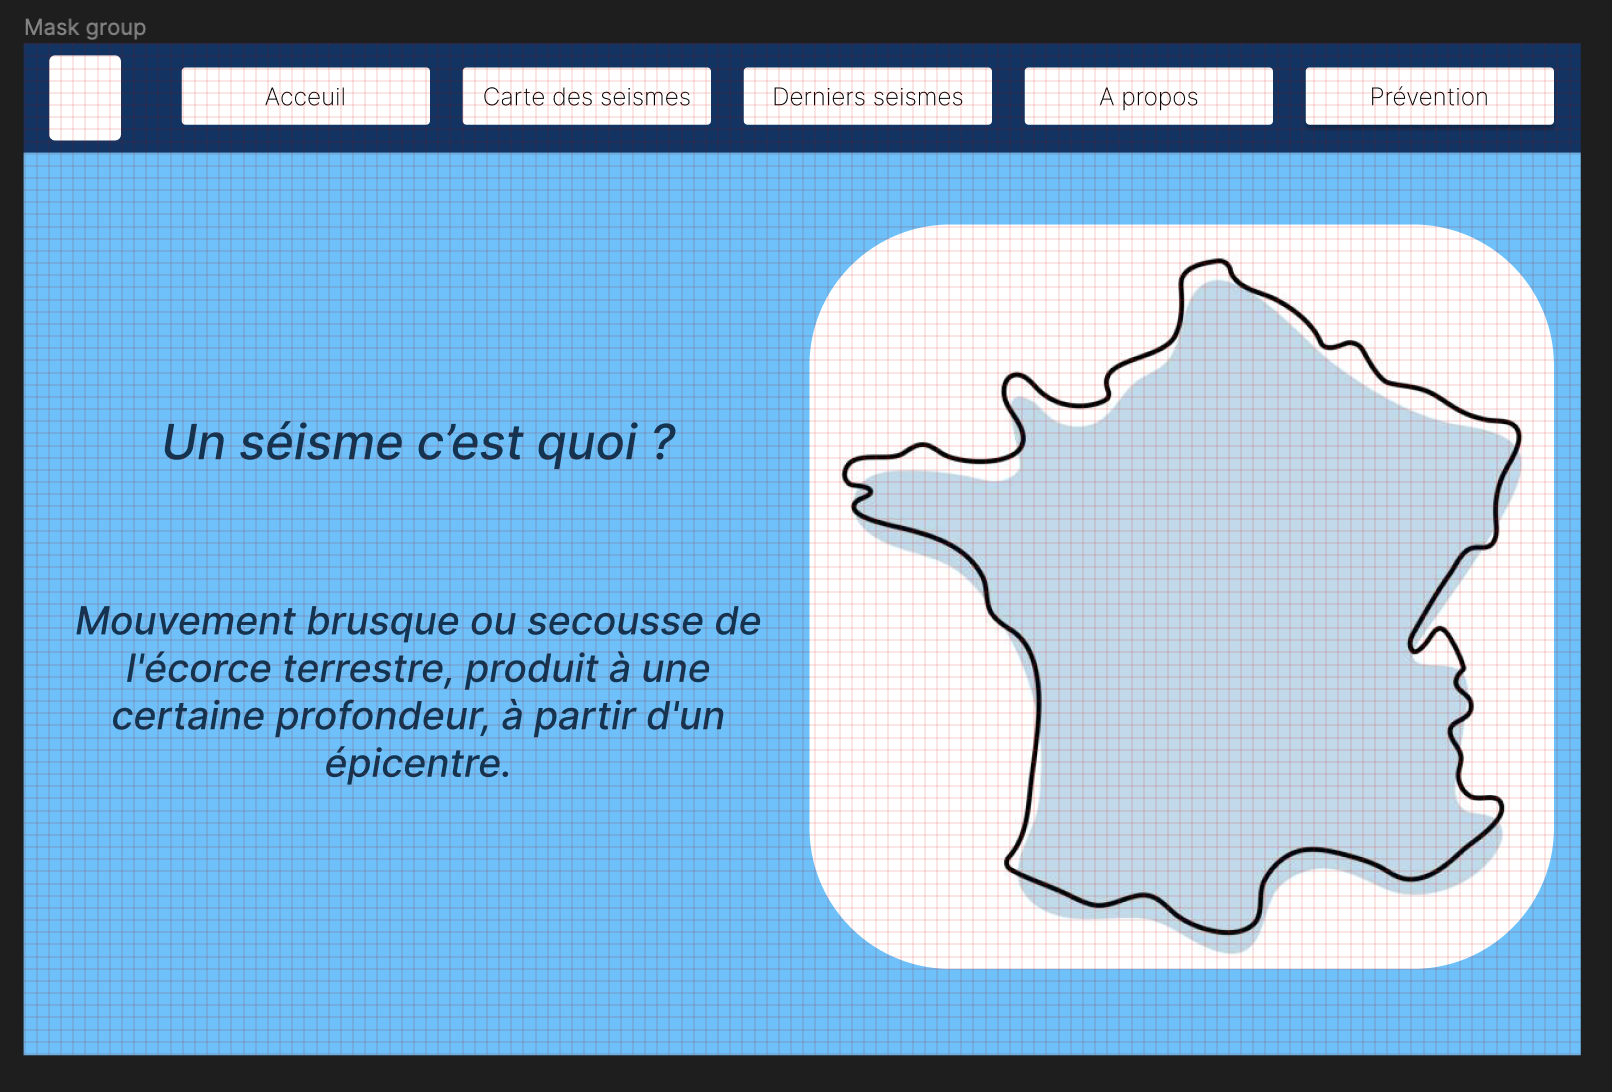 Mask group
Acceuil
Carte des seismes
Derniers seismes
A propos
Prévention
Un séisme c’est quoi ?
Mouvement brusque ou secousse de
l'écorce terrestre, produit à une
certaine profondeur, à partir d'un
épicentre.